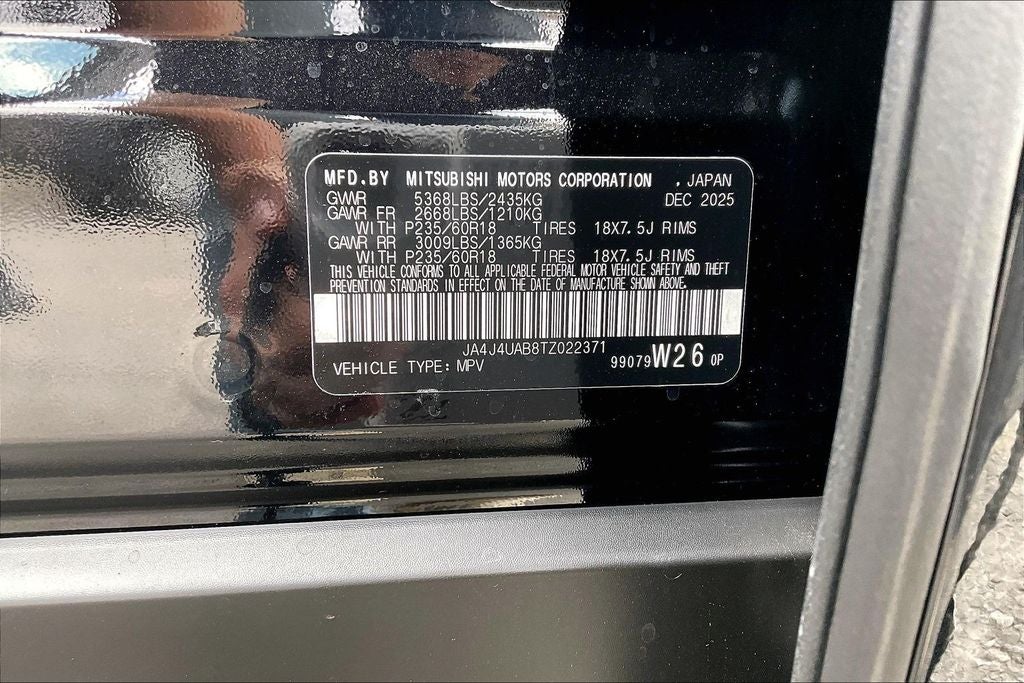 MFD.BY MITSUBISHI MOTORS CORPORATION , JAPAN
GVWR 5368LBS/2435KG DEC 2025
GAWR FR 2668LBS/1210KG
WITH P235/60R18 TIRES 18X7.5J RIMS
GAWR RR 3009LBS/1365KG
WITH P235/60R18 TIRES 18X7.5J RIMS
THIS VEHICLE CONFORMS TO ALL APPLICABLE FEDERAL MOTOR VEHICLE SAFETY AND THEFT
PREVENTION STANDARDS IN EFFECT ON THE DATE OF MANUFACTURE SHOWN ABOVE.
JA4J4UAB8TZ022371
VEHICLE TYPE: MPV 99079 W26 0P